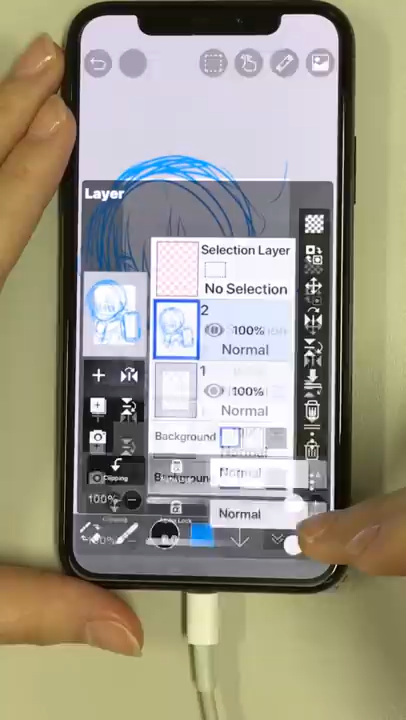 Layer
Selection Layer
No Selection
2
100%
Normal
1
100%
Normal
Background
Normal
Clipping
100%
Normal